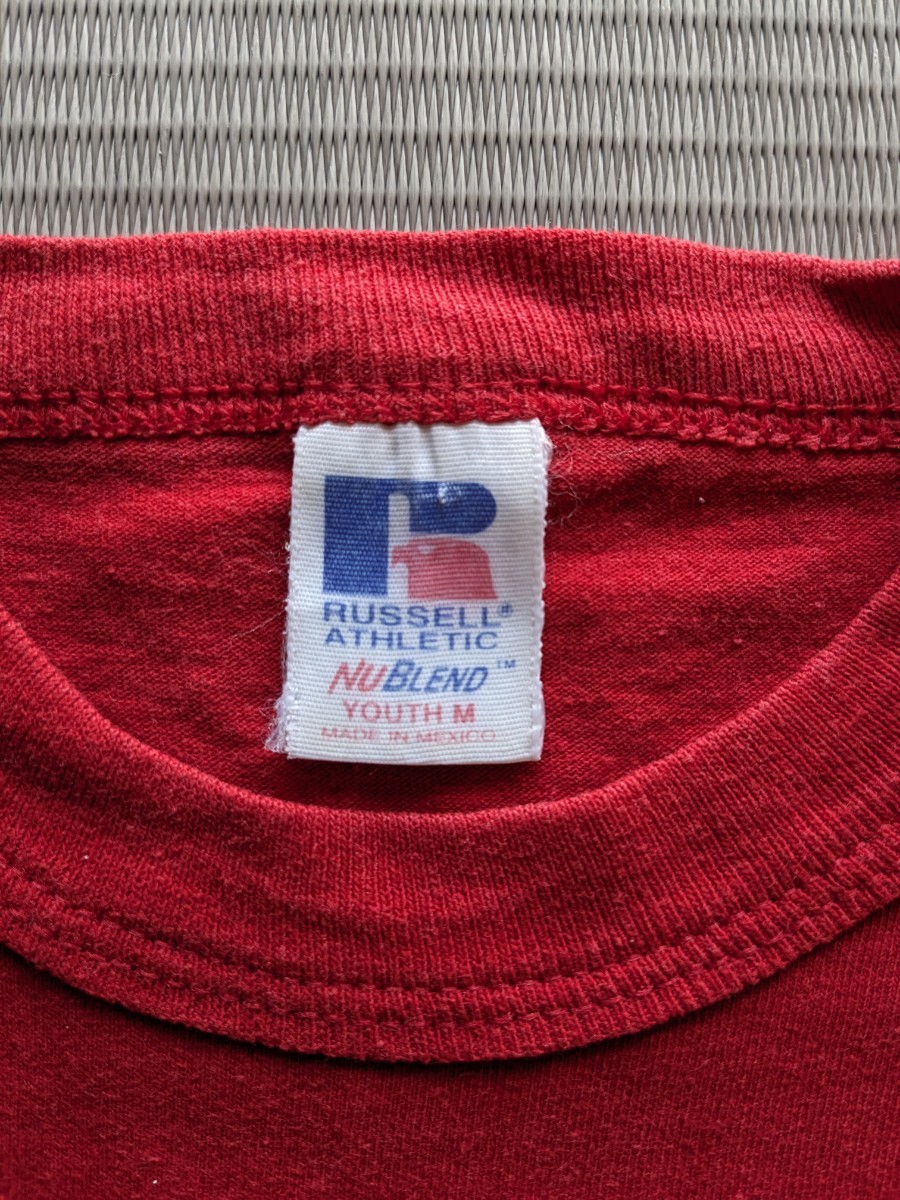 R
RUSSELL®
ATHLETIC
NUBLEND™
YOUTH M
MADE IN MEXICO